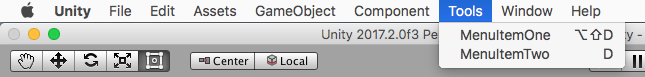 Unity File Edit Assets GameObject Component Tools Window Help
Unity 2017.2.0f3 Pe
MenuItemOne ⌥⇧D
MenuItemTwo D
Center Local